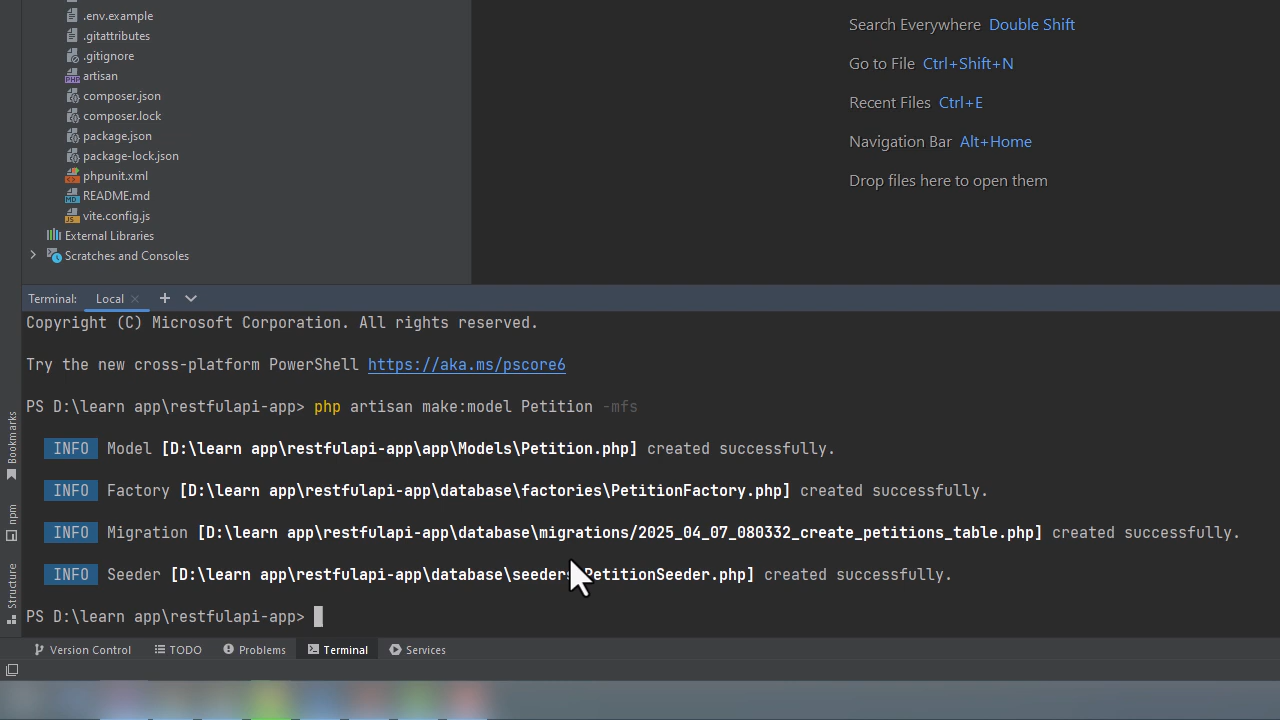 .env.example
.gitattributes
.gitignore
artisan
composer.json
composer.lock
package.json
package-lock.json
phpunit.xml
README.md
vite.config.js
External Libraries
Scratches and Consoles
Search Everywhere Double Shift
Go to File Ctrl+Shift+N
Recent Files Ctrl+E
Navigation Bar Alt+Home
Drop files here to open them
Bookmarks
npm
Structure
Terminal: Local
Copyright (C) Microsoft Corporation. All rights reserved.
Try the new cross-platform PowerShell https://aka.ms/pscore6
PS D:\learn app\restfulapi-app> php artisan make:model Petition -mfs
INFO Model [D:\learn app\restfulapi-app\app\Models\Petition.php] created successfully.
INFO Factory [D:\learn app\restfulapi-app\database\factories\PetitionFactory.php] created successfully.
INFO Migration [D:\learn app\restfulapi-app\database\migrations/2025_04_07_080332_create_petitions_table.php] created successfully.
INFO Seeder [D:\learn app\restfulapi-app\database\seeders\PetitionSeeder.php] created successfully.
PS D:\learn app\restfulapi-app>
Version Control TODO Problems Terminal Services